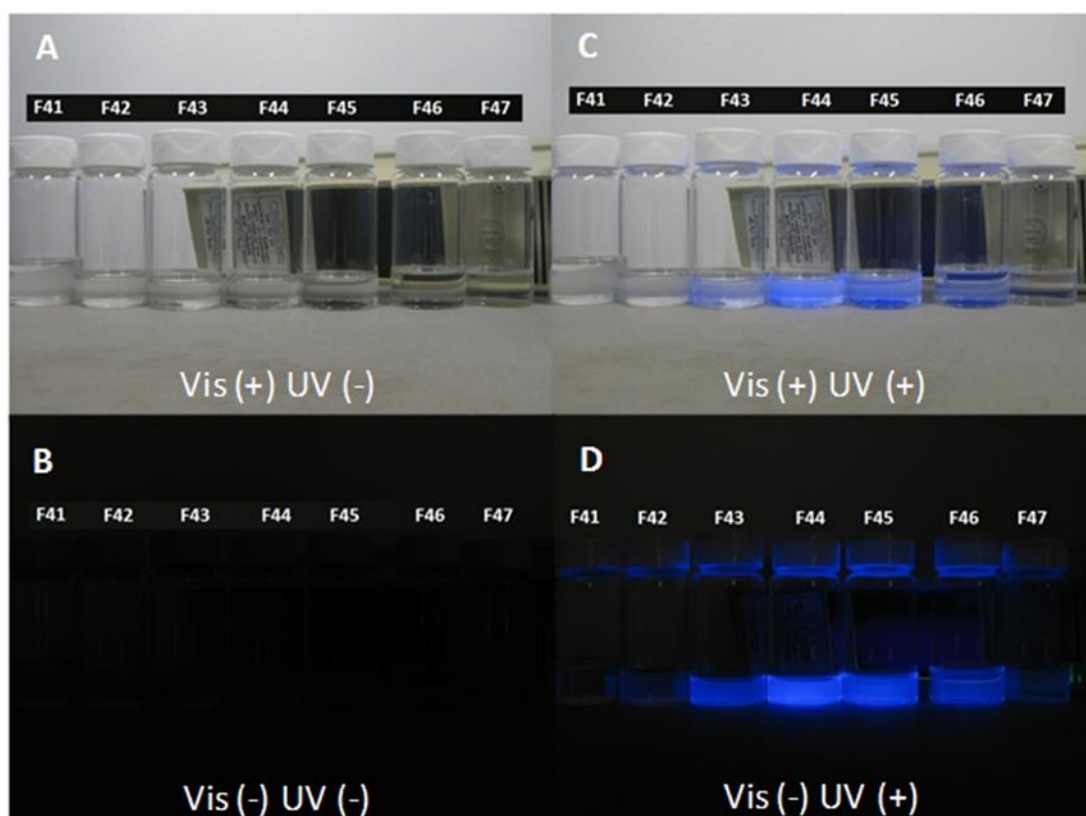 A
F41 F42 F43 F44 F45 F46 F47
Vis (+) UV (-)
C
F41 F42 F43 F44 F45 F46 F47
Vis (+) UV (+)
B
F41 F42 F43 F44 F45 F46 F47
Vis (-) UV (-)
D
F41 F42 F43 F44 F45 F46 F47
Vis (-) UV (+)